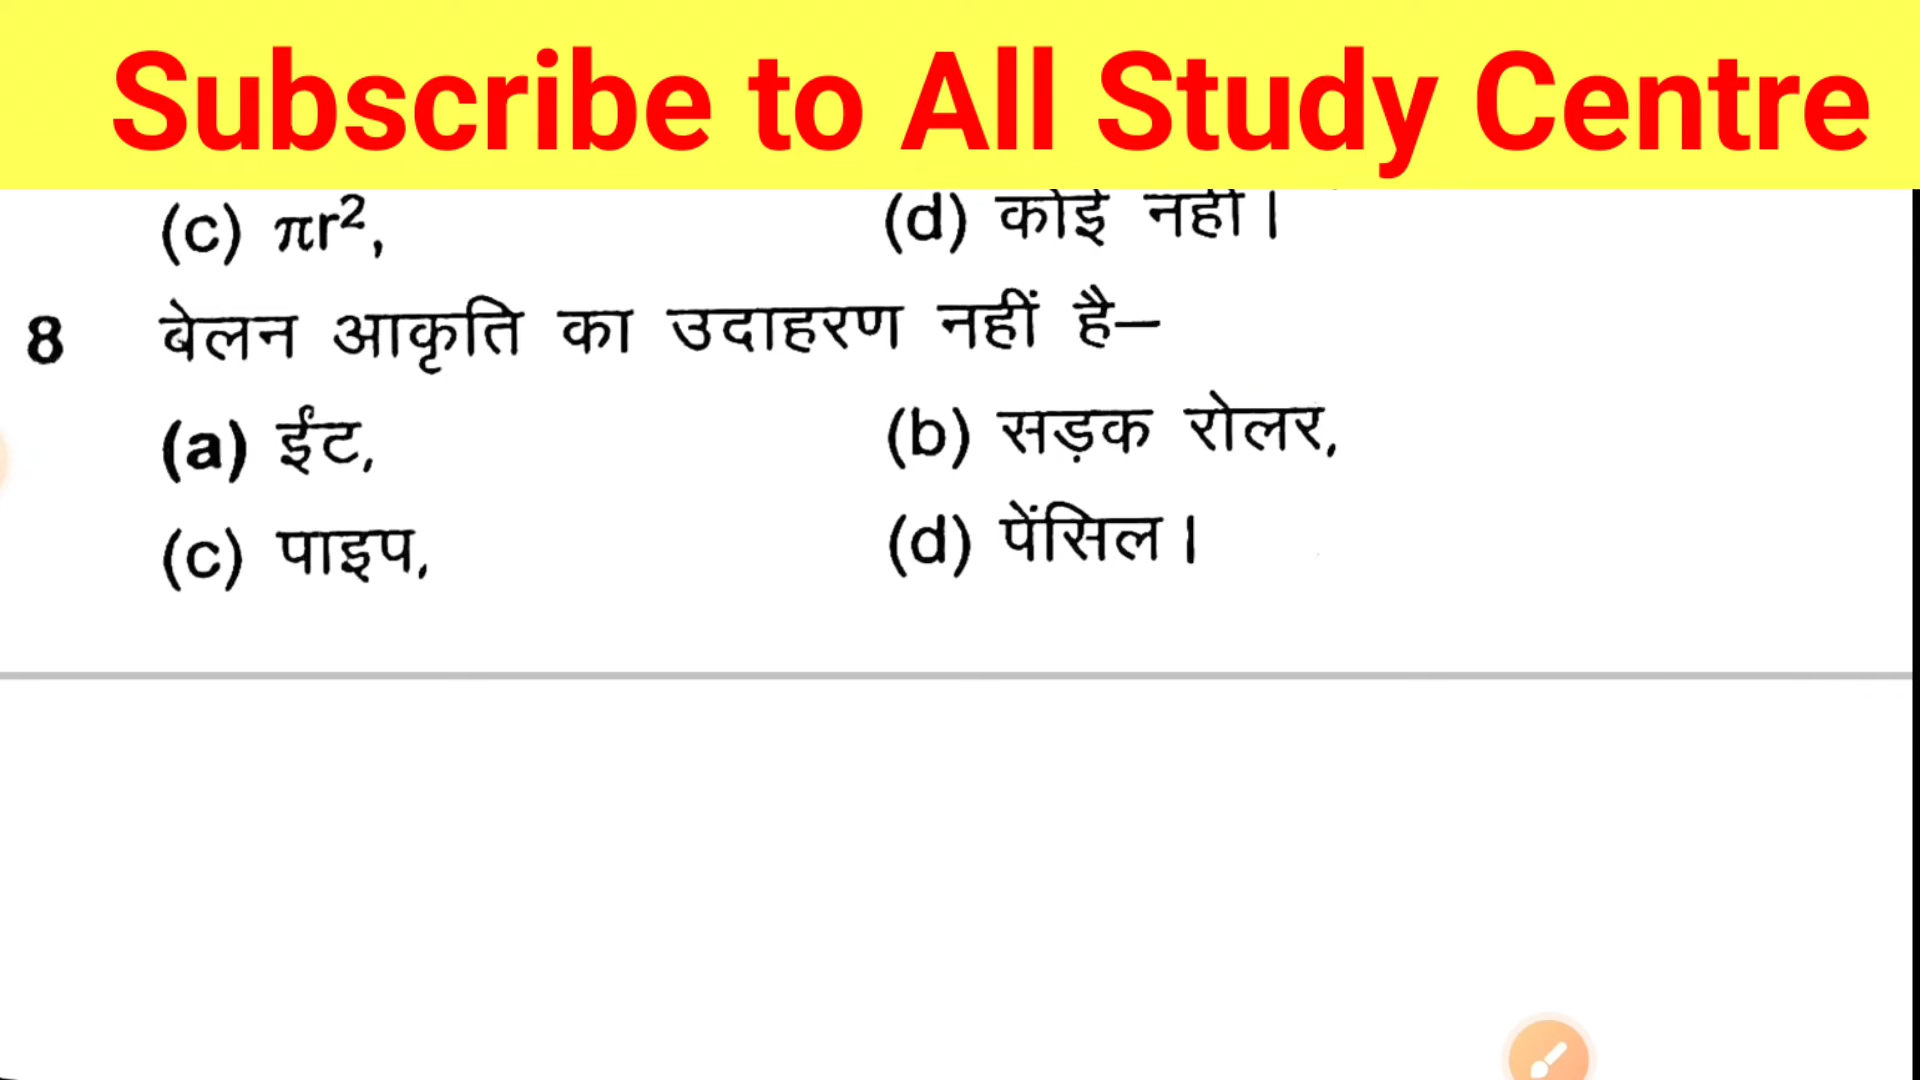 Subscribe to All Study Centre
(c) πr², (d) कोई नहीं।
8 बेलन आकृति का उदाहरण नहीं है–
(a) ईंट, (b) सड़क रोलर,
(c) पाइप, (d) पेंसिल।